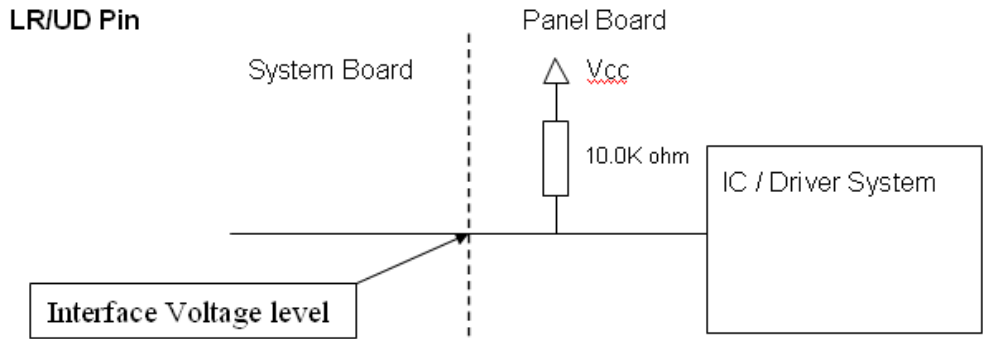 LR/UD Pin
Panel Board
System Board
Vcc
10.0K ohm
IC / Driver System
Interface Voltage level